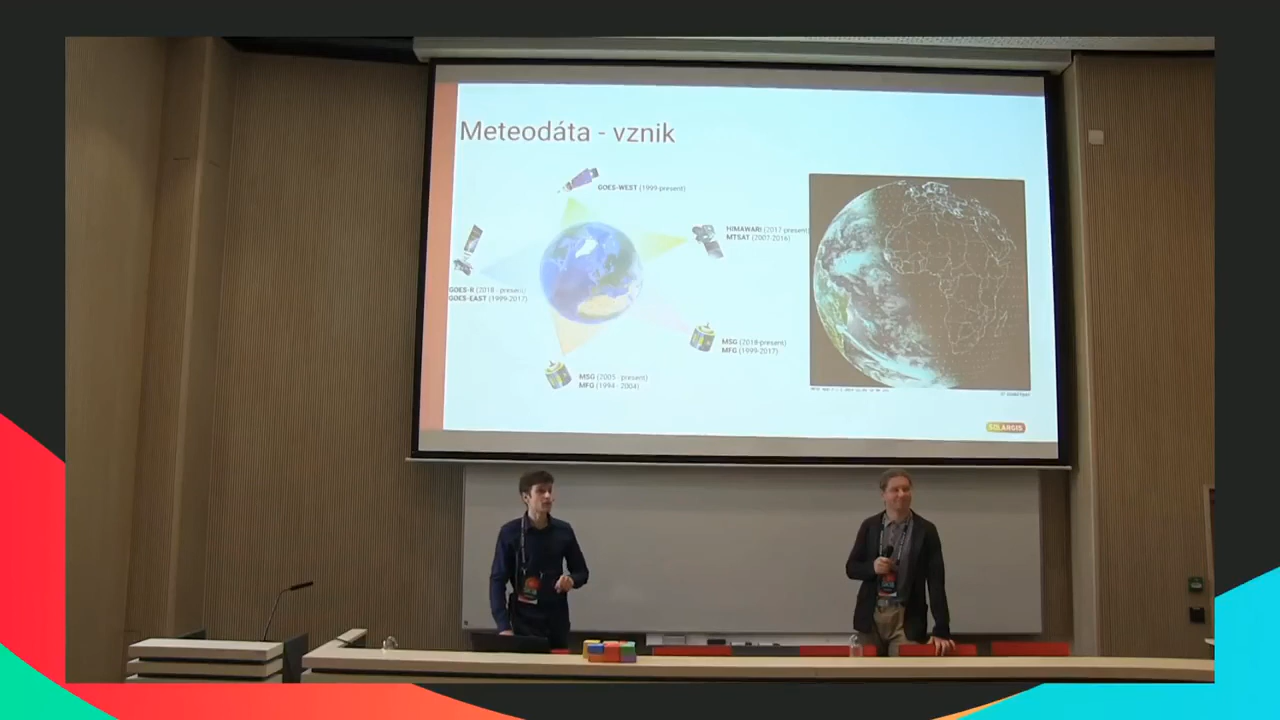 Meteodáta - vznik
GOES-WEST (1999-present)
HIMAWARI (2017-present)
MTSAT (2007-2016)
GOES-R (2018 - present)
GOES-EAST (1999-2017)
MSG (2018-present)
MFG (1999-2017)
MSG (2005 - present)
MFG (1994 - 2004)
SOLARGIS